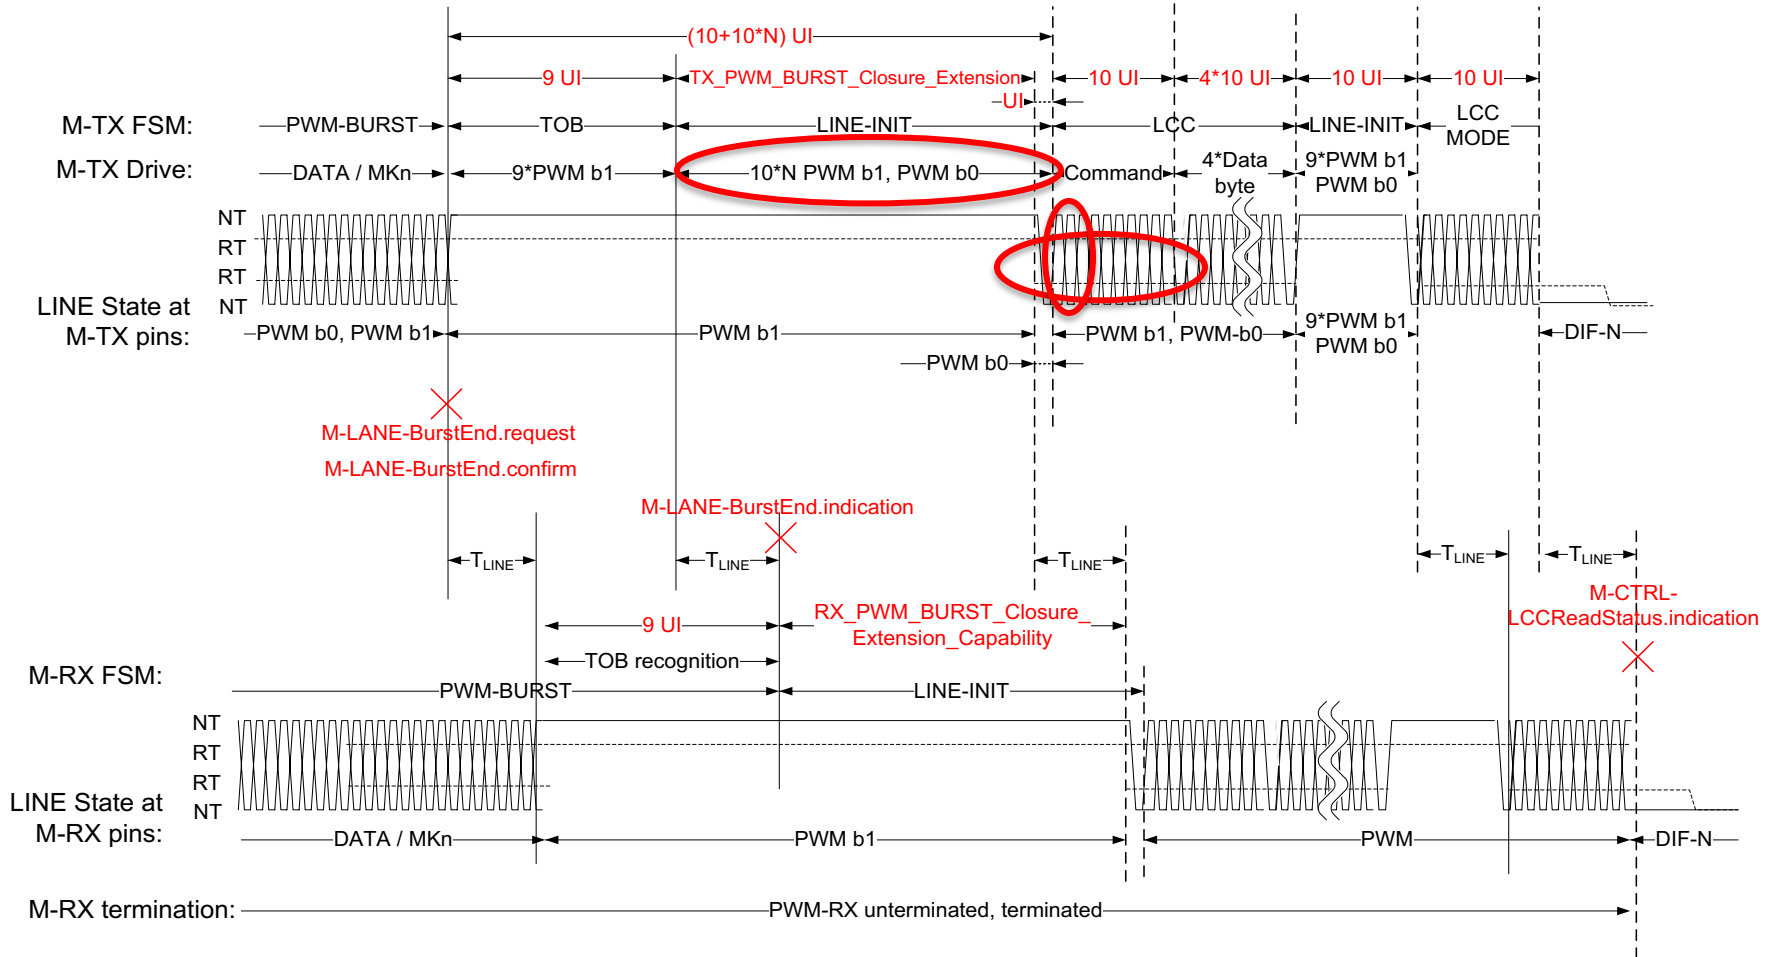 (10+10*N) UI
9 UI
TX_PWM_BURST_Closure_Extension
10 UI
4*10 UI
10 UI
10 UI
UI
M-TX FSM:
PWM-BURST
TOB
LINE-INIT
LCC
LINE-INIT
LCC
MODE
M-TX Drive:
DATA / MKn
9*PWM b1
10*N PWM b1, PWM b0
Command
4*Data
byte
9*PWM b1
PWM b0
NT
RT
RT
NT
LINE State at
M-TX pins:
PWM b0, PWM b1
PWM b1
PWM b1, PWM-b0
9*PWM b1
PWM b0
DIF-N
PWM b0
M-LANE-BurstEnd.request
M-LANE-BurstEnd.confirm
M-LANE-BurstEnd.indication
TLINE
TLINE
TLINE
TLINE
TLINE
M-CTRL-
LCCReadStatus.indication
9 UI
RX_PWM_BURST_Closure_
Extension_Capability
TOB recognition
M-RX FSM:
PWM-BURST
LINE-INIT
NT
RT
RT
NT
LINE State at
M-RX pins:
DATA / MKn
PWM b1
PWM
DIF-N
M-RX termination:
PWM-RX unterminated, terminated